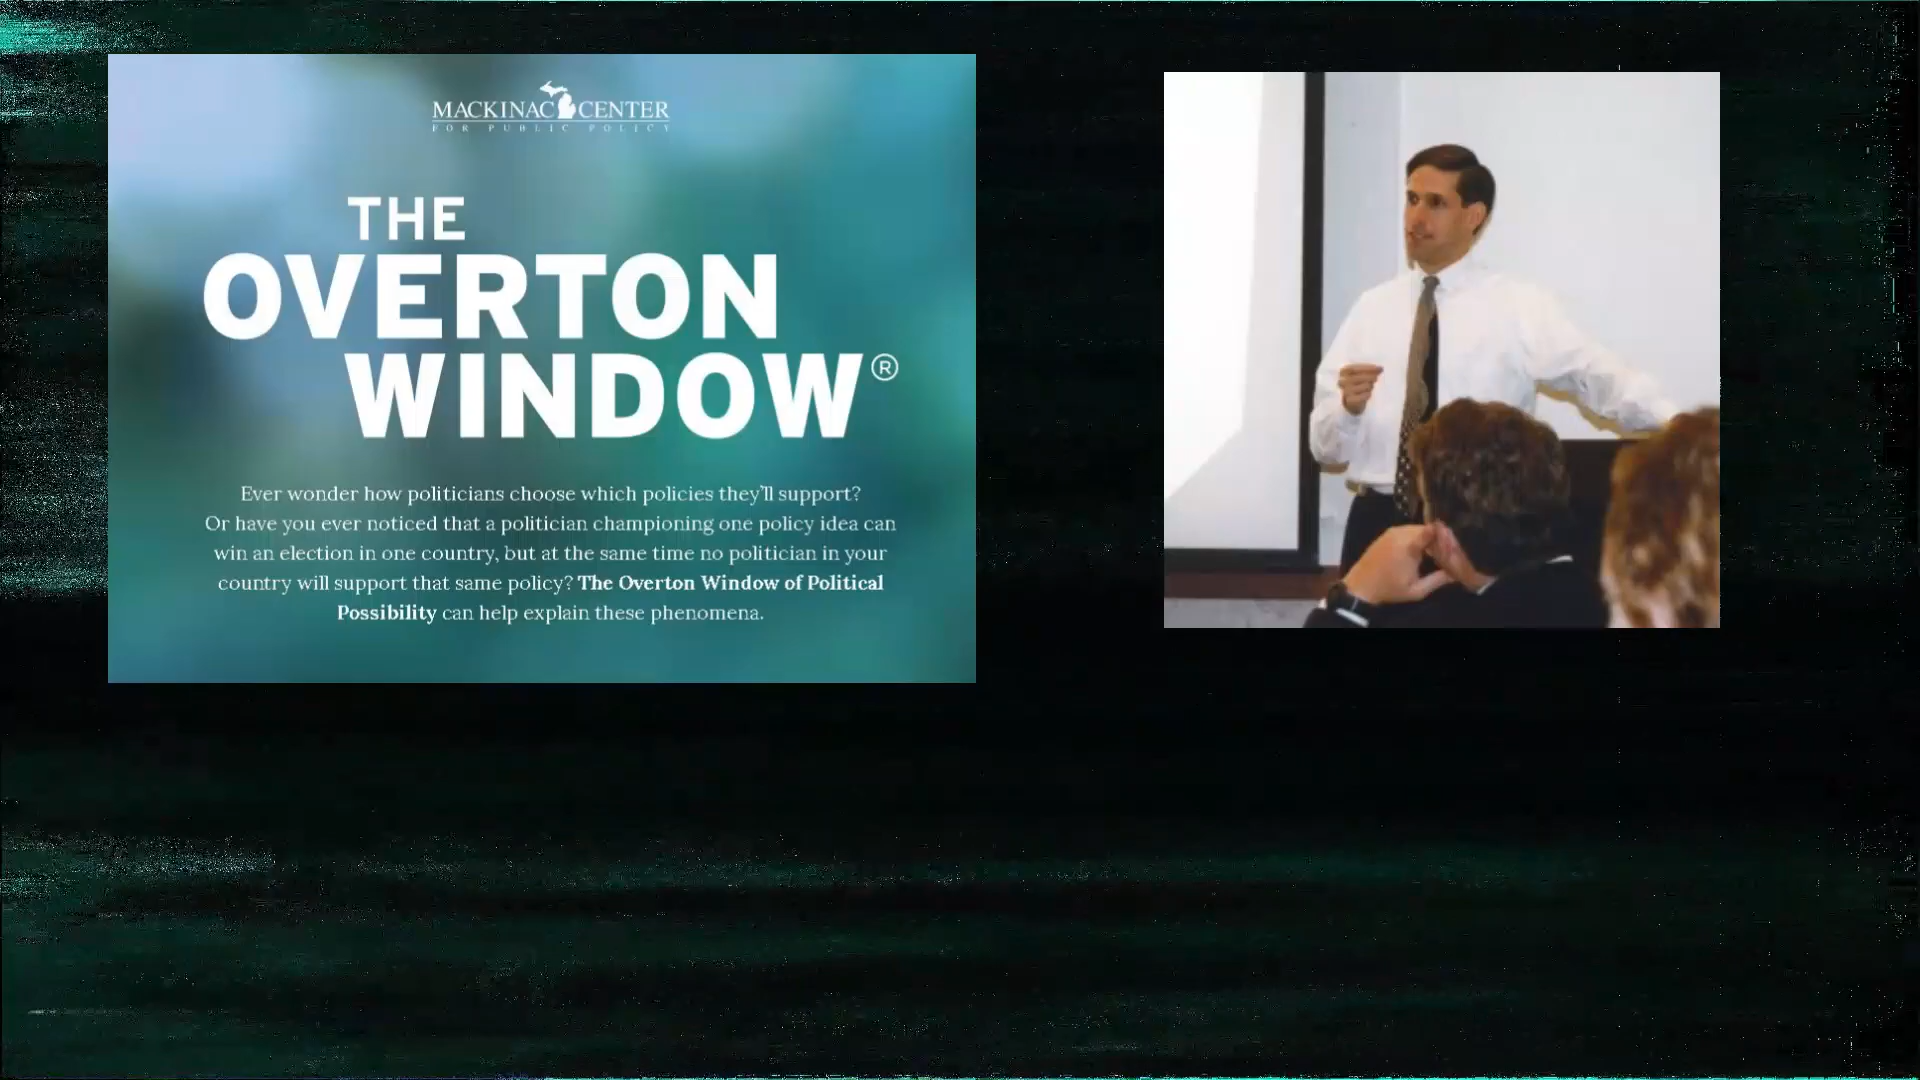 MACKINAC CENTER
FOR PUBLIC POLICY
THE
OVERTON
WINDOW®
Ever wonder how politicians choose which policies they'll support?
Or have you ever noticed that a politician championing one policy idea can
win an election in one country, but at the same time no politician in your
country will support that same policy? The Overton Window of Political
Possibility can help explain these phenomena.